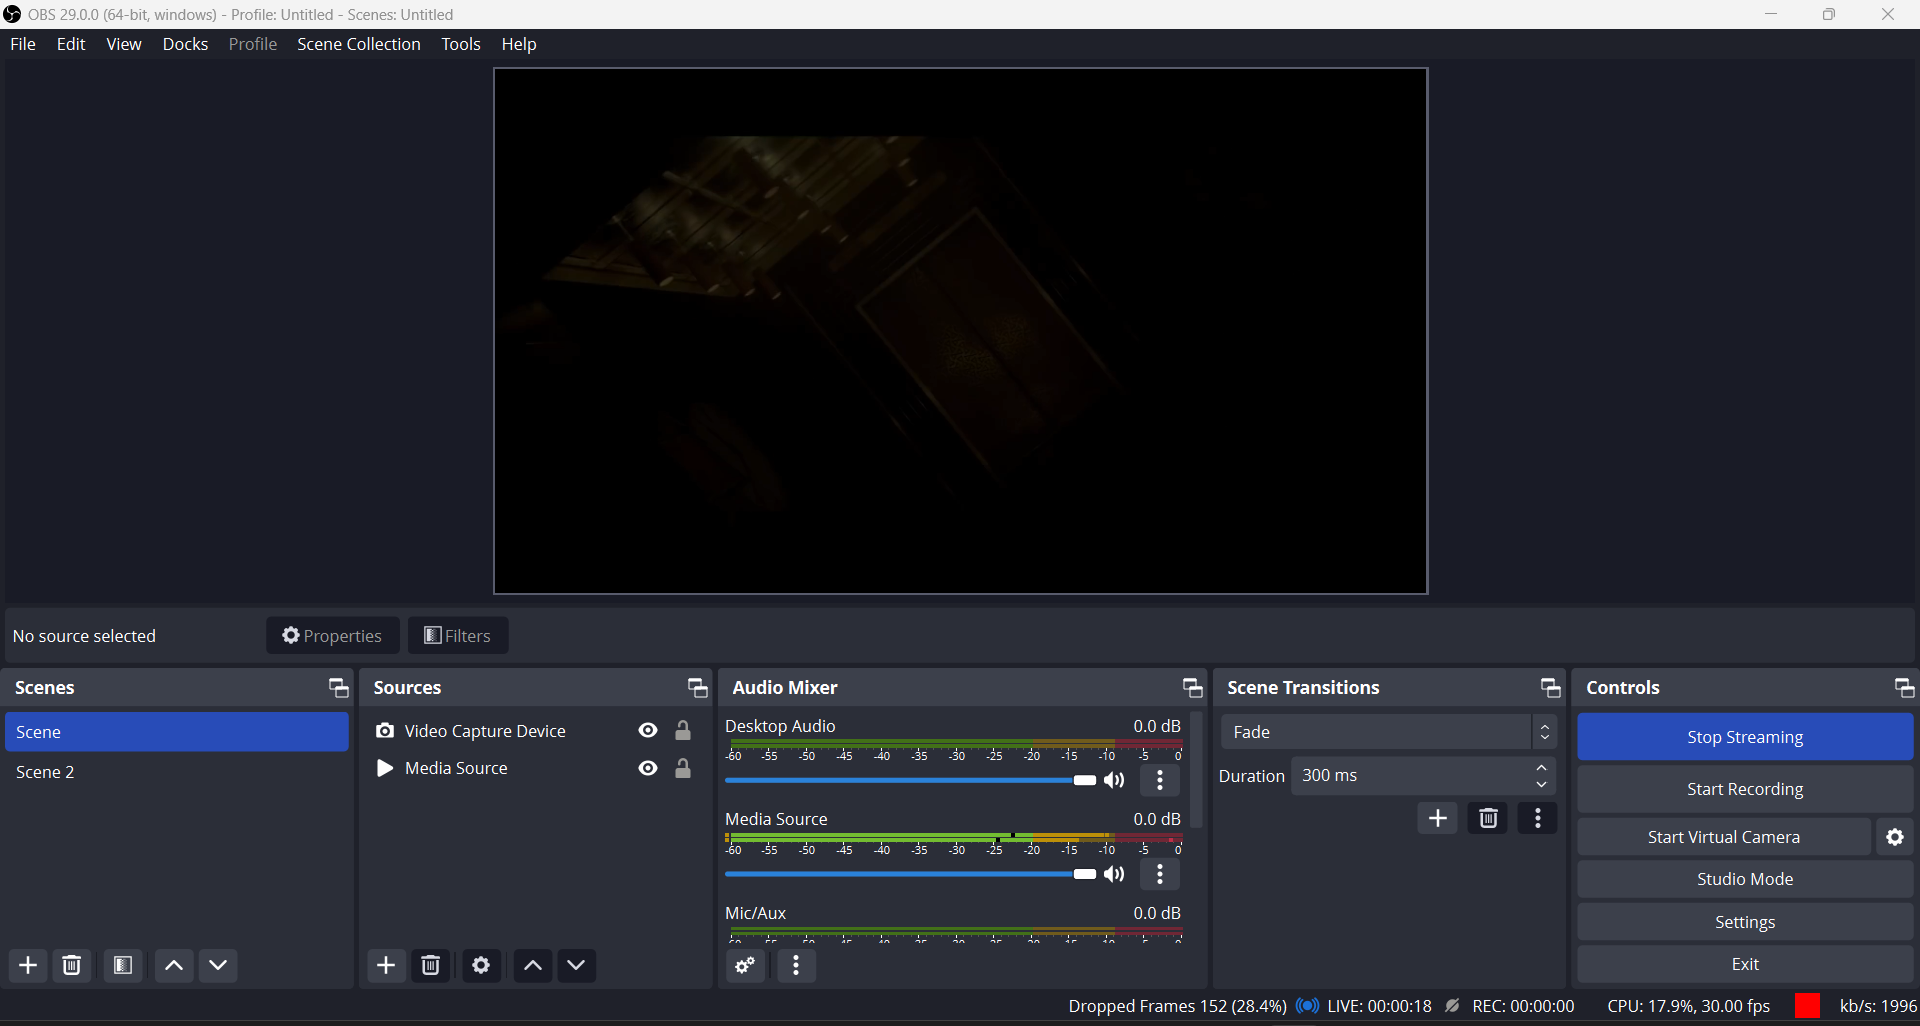 OBS 29.0.0 (64-bit, windows) - Profile: Untitled - Scenes: Untitled
File Edit View Docks Profile Scene Collection Tools Help
No source selected Properties Filters
Scenes
Scene
Scene 2
Sources
Video Capture Device
Media Source
Audio Mixer
Desktop Audio 0.0 dB
-60 -55 -50 -45 -40 -35 -30 -25 -20 -15 -10 -5 0
Media Source 0.0 dB
-60 -55 -50 -45 -40 -35 -30 -25 -20 -15 -10 -5 0
Mic/Aux 0.0 dB
Scene Transitions
Fade
Duration 300 ms
Controls
Stop Streaming
Start Recording
Start Virtual Camera
Studio Mode
Settings
Exit
Dropped Frames 152 (28.4%) LIVE: 00:00:18 REC: 00:00:00 CPU: 17.9%, 30.00 fps kb/s: 1996